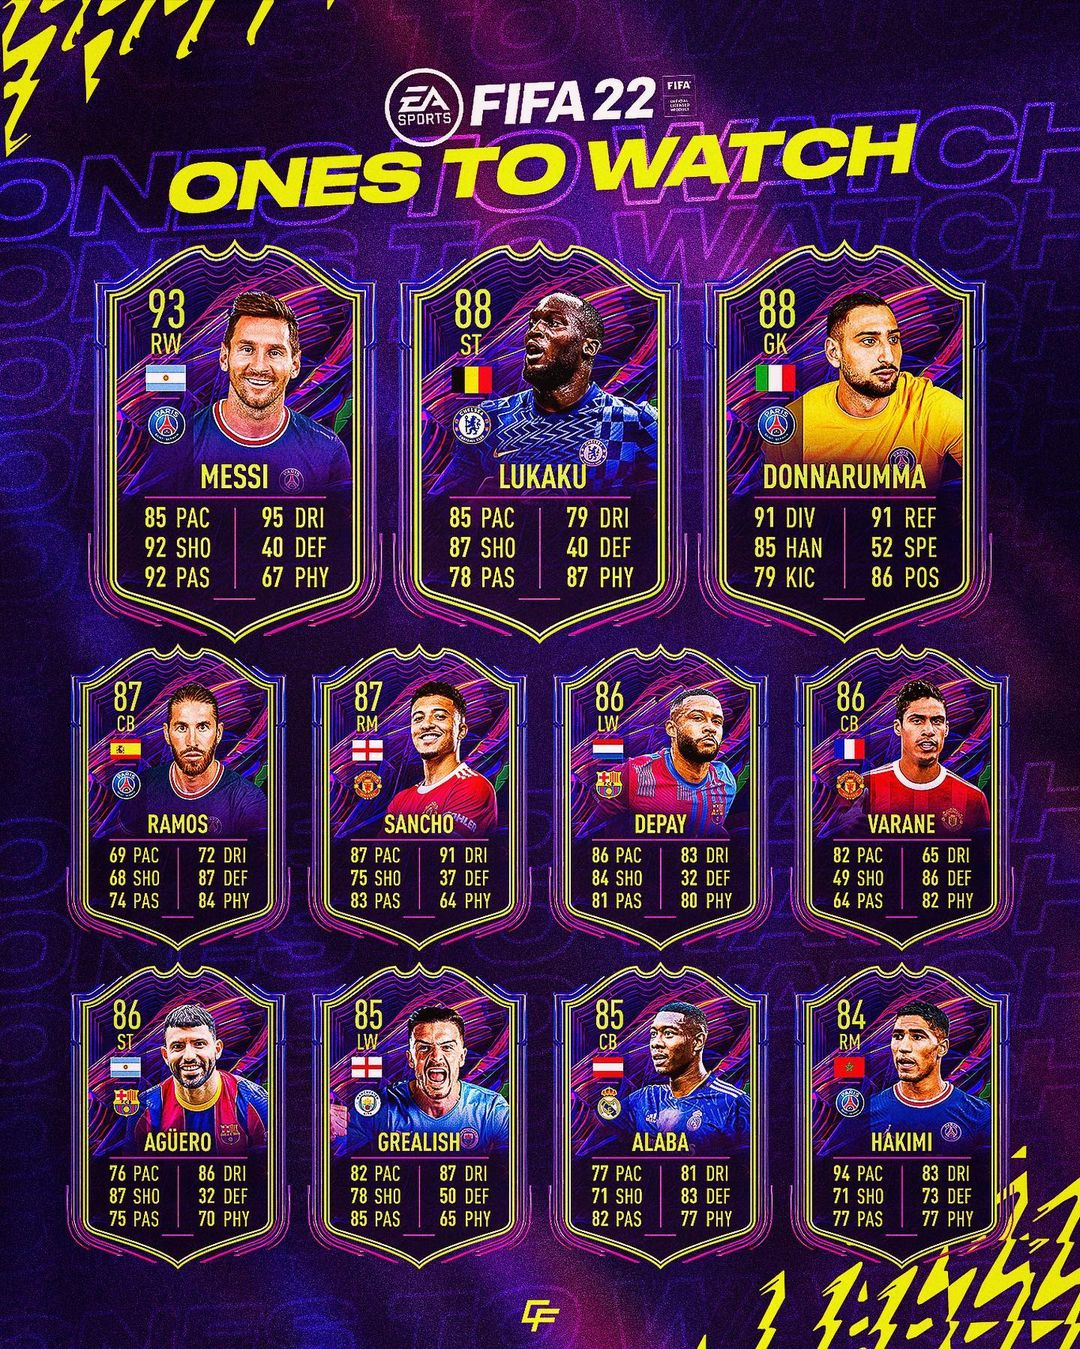 EA
SPORTS
FIFA 22
FIFA
OFFICIAL
LICENSED
PRODUCT
ONES TO WATCH
93
RW
PARIS
MESSI
85 PAC 95 DRI
92 SHO 40 DEF
92 PAS 67 PHY
88
ST
CHELSEA
LUKAKU
85 PAC 79 DRI
87 SHO 40 DEF
78 PAS 87 PHY
88
GK
PARIS
DONNARUMMA
91 DIV 91 REF
85 HAN 52 SPE
79 KIC 86 POS
87
CB
PARIS
RAMOS
69 PAC 72 DRI
68 SHO 87 DEF
74 PAS 84 PHY
87
RM
SANCHO
87 PAC 91 DRI
75 SHO 37 DEF
83 PAS 64 PHY
86
LW
DEPAY
86 PAC 83 DRI
84 SHO 32 DEF
81 PAS 80 PHY
86
CB
VARANE
82 PAC 65 DRI
49 SHO 86 DEF
64 PAS 82 PHY
86
ST
AGÜERO
76 PAC 86 DRI
87 SHO 32 DEF
75 PAS 70 PHY
85
LW
GREALISH
82 PAC 87 DRI
78 SHO 50 DEF
85 PAS 65 PHY
85
CB
ALABA
77 PAC 81 DRI
71 SHO 83 DEF
82 PAS 77 PHY
84
RM
PARIS
HAKIMI
94 PAC 83 DRI
71 SHO 73 DEF
77 PAS 77 PHY